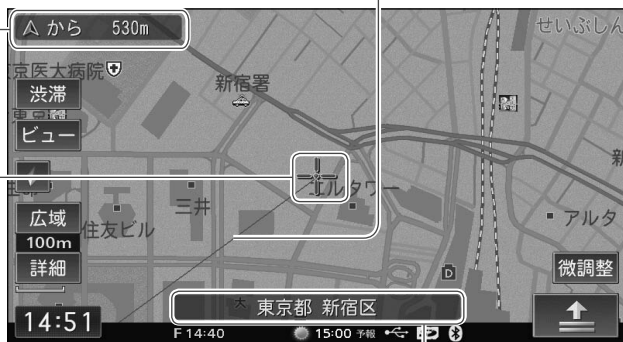 から 530m
せいぶしん
京医大病院
新宿署
渋滞
ビュー
エルタワー
三井
住友ビル
アルタ
広域
100m
詳細
微調整
D
東京都 新宿区
14:51
F 14:40
15:00 予報